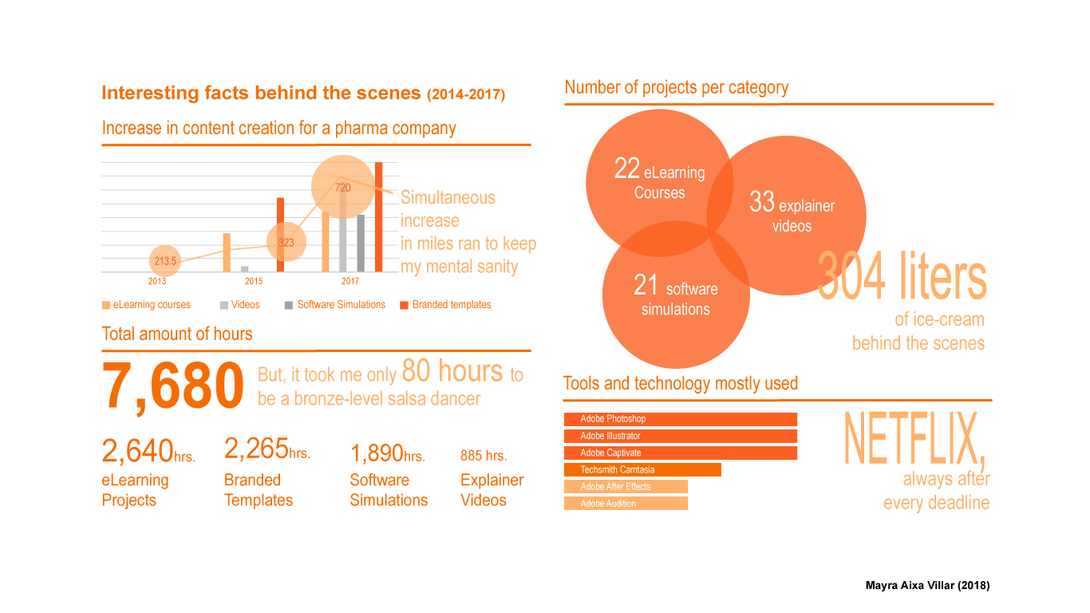 Interesting facts behind the scenes (2014-2017)
Increase in content creation for a pharma company
720
323
213.5
2013
2015
2017
Simultaneous
increase
in miles ran to keep
my mental sanity
eLearning courses
Videos
Software Simulations
Branded templates
Total amount of hours
7,680
But, it took me only 80 hours to
be a bronze-level salsa dancer
2,640hrs.
eLearning
Projects
2,265hrs.
Branded
Templates
1,890hrs.
Software
Simulations
885 hrs.
Explainer
Videos
Number of projects per category
22 eLearning
Courses
33 explainer
videos
21 software
simulations
304 liters
of ice-cream
behind the scenes
Tools and technology mostly used
Adobe Photoshop
Adobe Illustrator
Adobe Captivate
Techsmith Camtasia
Adobe After Effects
Adobe Audition
NETFLIX,
always after
every deadline
Mayra Aixa Villar (2018)